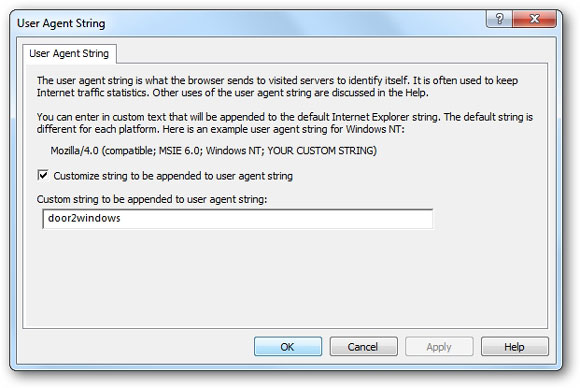 User Agent String
User Agent String
The user agent string is what the browser sends to visited servers to identify itself. It is often used to keep
Internet traffic statistics. Other uses of the user agent string are discussed in the Help.
You can enter in custom text that will be appended to the default Internet Explorer string. The default string is
different for each platform. Here is an example user agent string for Windows NT:
Mozilla/4.0 (compatible; MSIE 6.0; Windows NT; YOUR CUSTOM STRING)
Customize string to be appended to user agent string
Custom string to be appended to user agent string:
door2windows
OK Cancel Apply Help